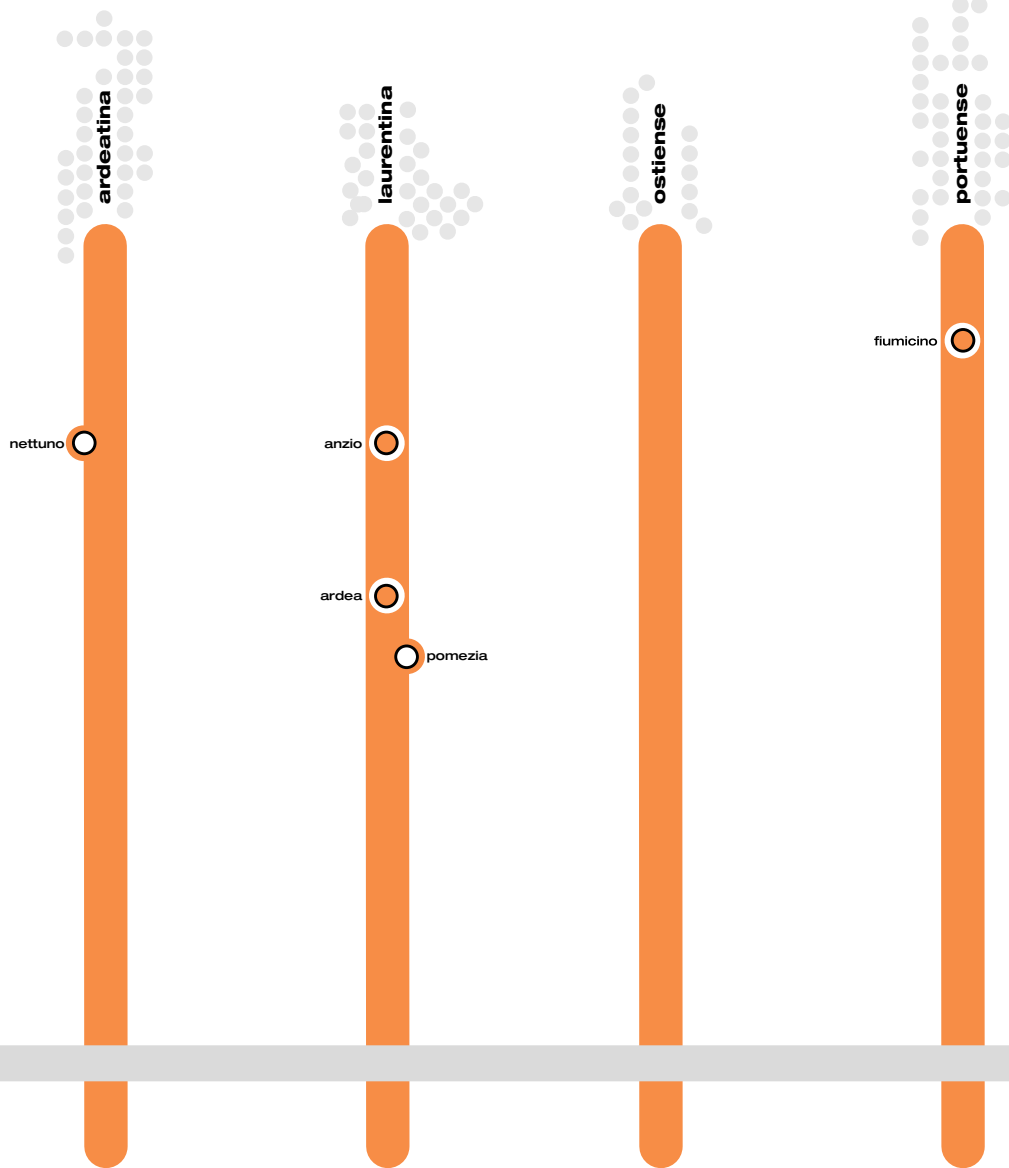 ardeatina
laurentina
ostiense
portuense
fiumicino
nettuno
anzio
ardea
pomezia